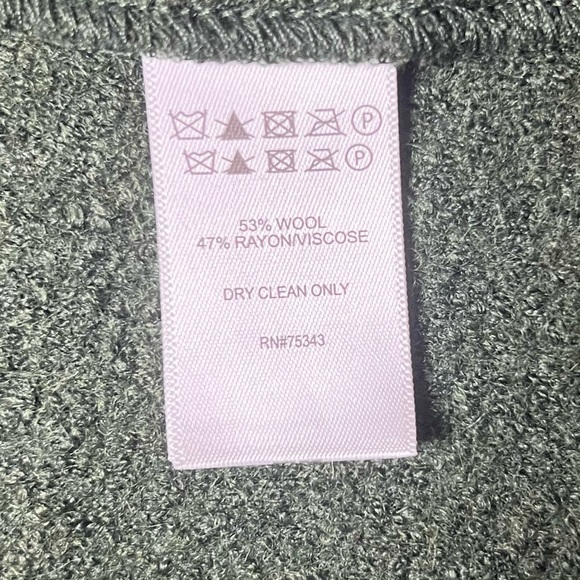 P
P
53% WOOL
47% RAYON/VISCOSE
DRY CLEAN ONLY
RN#75343